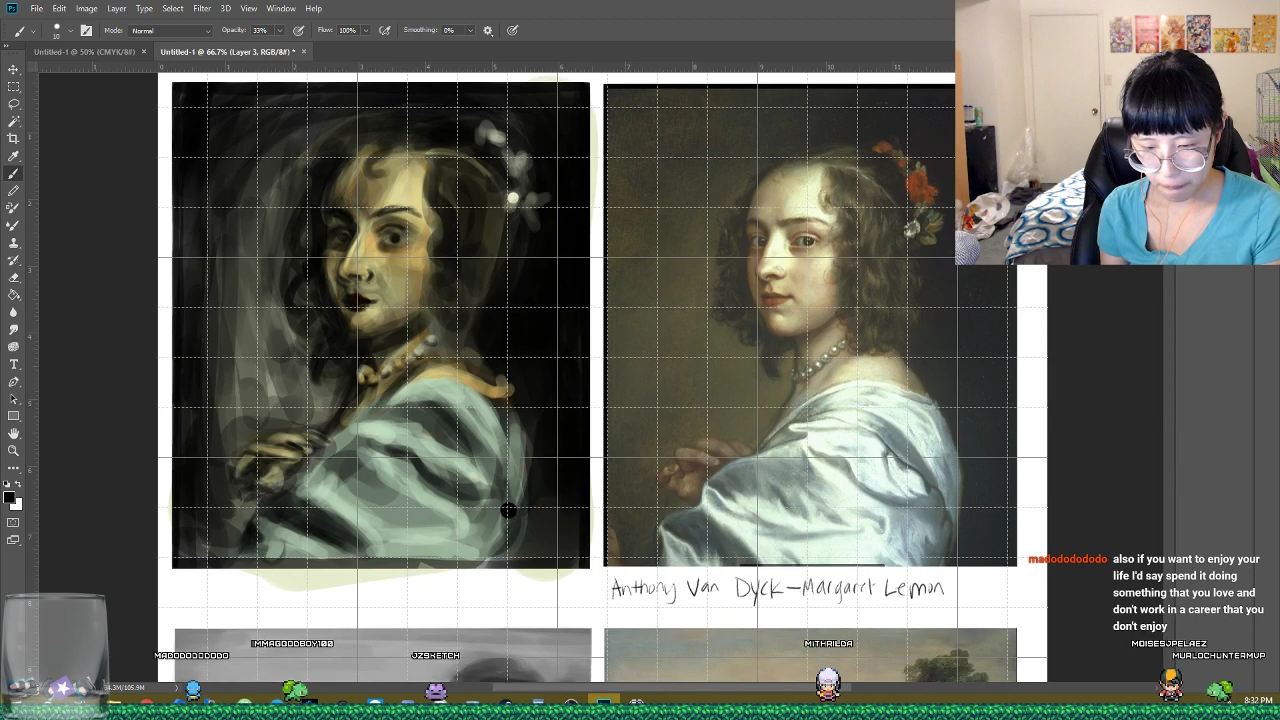 File Edit Image Layer Type Select Filter 3D View Window Help
10 Mode: Normal Opacity: 33% Flow: 100% Smoothing: 0%
Untitled-1 @ 50% (CMYK/8#) × Untitled-1 @ 66.7% (Layer 3, RGB/8#) * ×
Anthony Van Dyck - Margaret Lemon
madodododododo also if you want to enjoy your
life I'd say spend it doing
something that you love and
don't work in a career that you
don't enjoy
IMMAGOODBOY100
MITHRILDA
MOISESJPELAEZ
JZSKETCH
MURLOCHUNTERMVP
8:32 PM